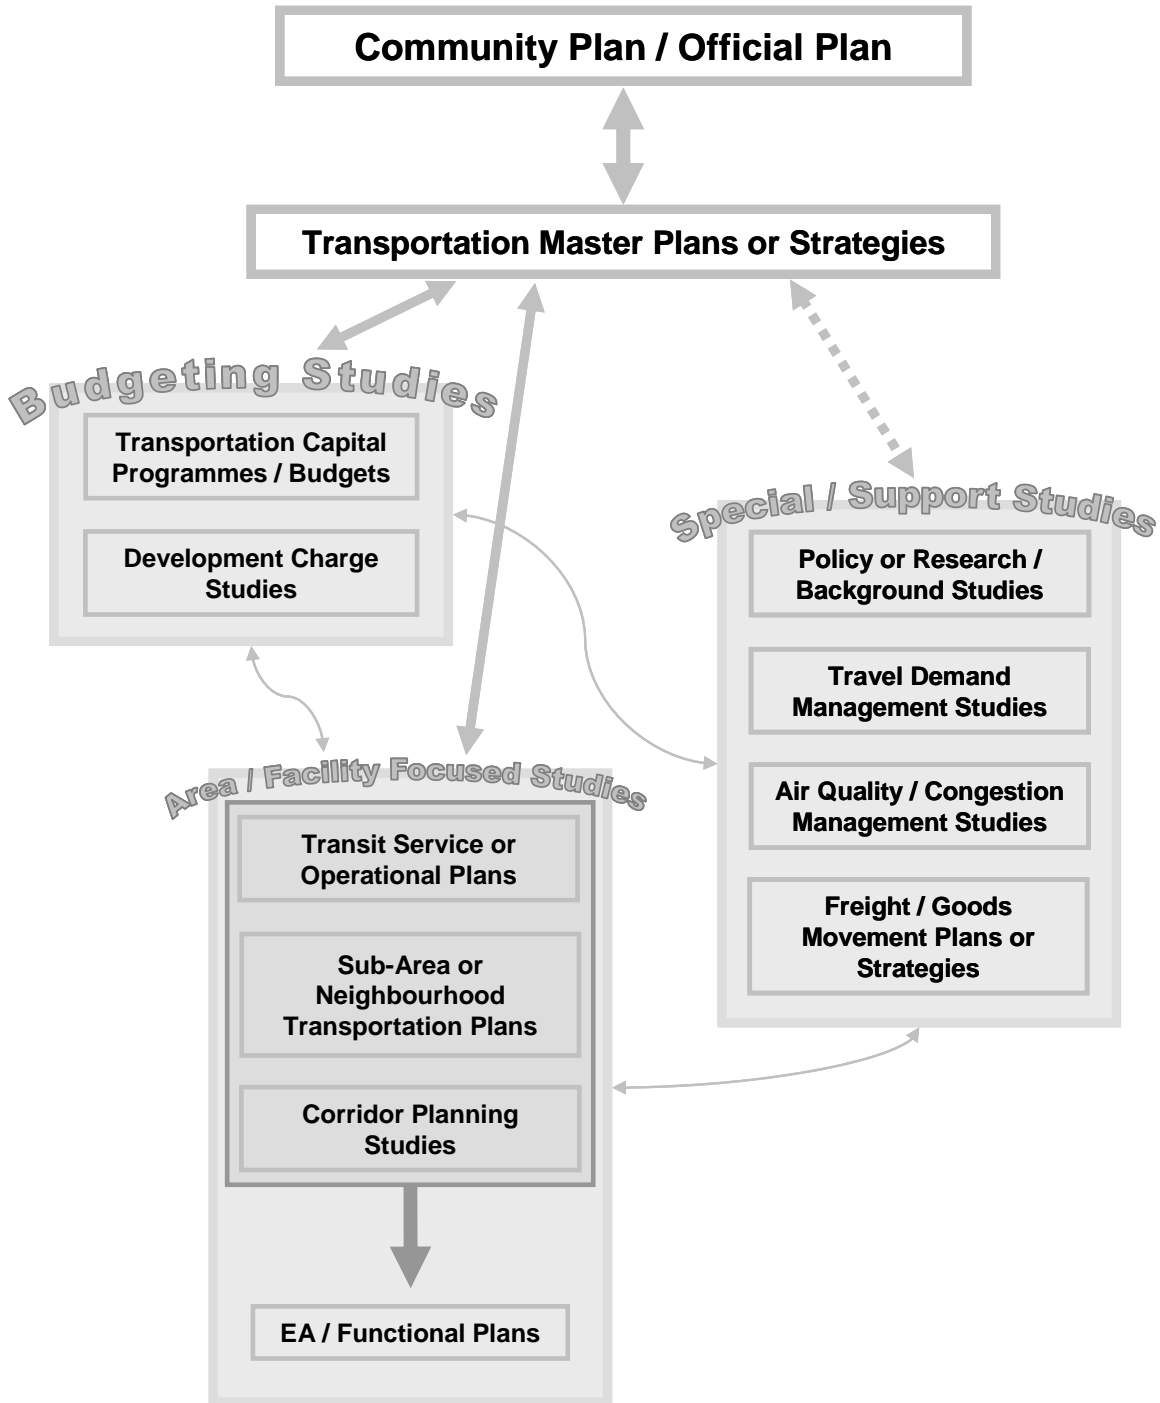 Community Plan / Official Plan
Transportation Master Plans or Strategies
Budgeting Studies
Transportation Capital
Programmes / Budgets
Development Charge
Studies
Special / Support Studies
Policy or Research /
Background Studies
Travel Demand
Management Studies
Air Quality / Congestion
Management Studies
Freight / Goods
Movement Plans or
Strategies
Area / Facility Focused Studies
Transit Service or
Operational Plans
Sub-Area or
Neighbourhood
Transportation Plans
Corridor Planning
Studies
EA / Functional Plans